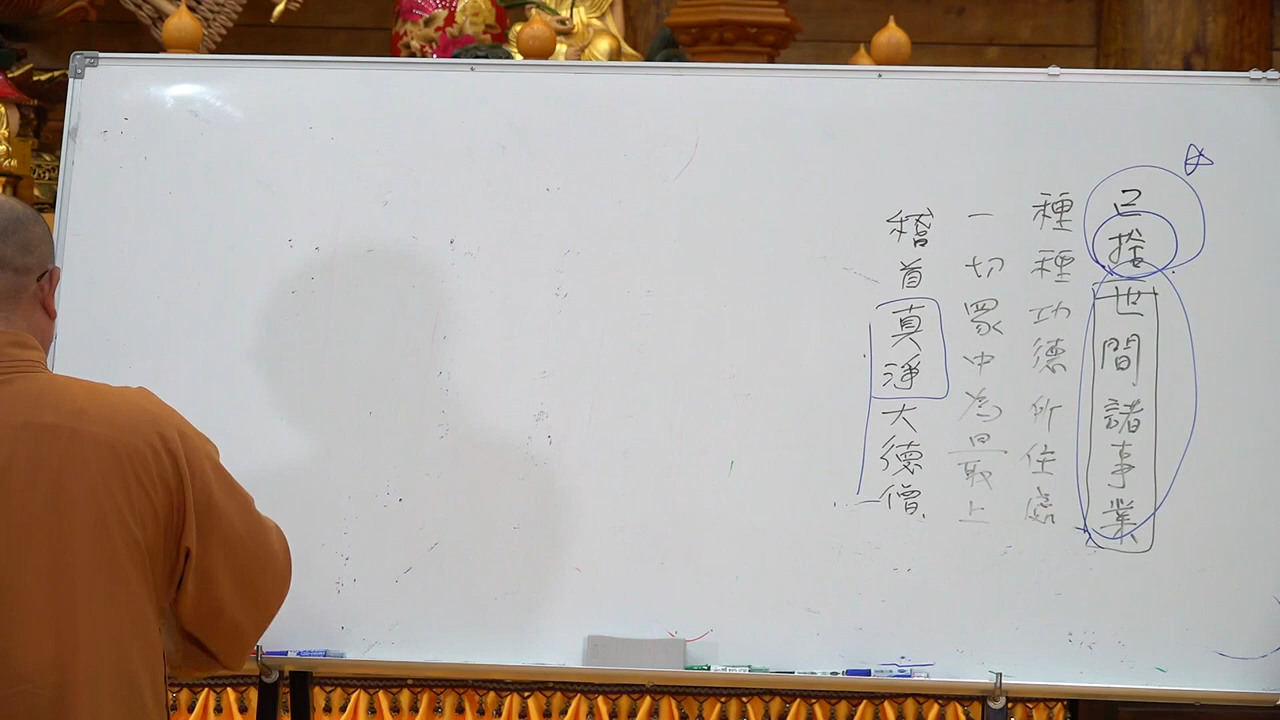 已捨世間諸事業
種種功德所住處
一切眾中為最上
稽首真淨大德僧